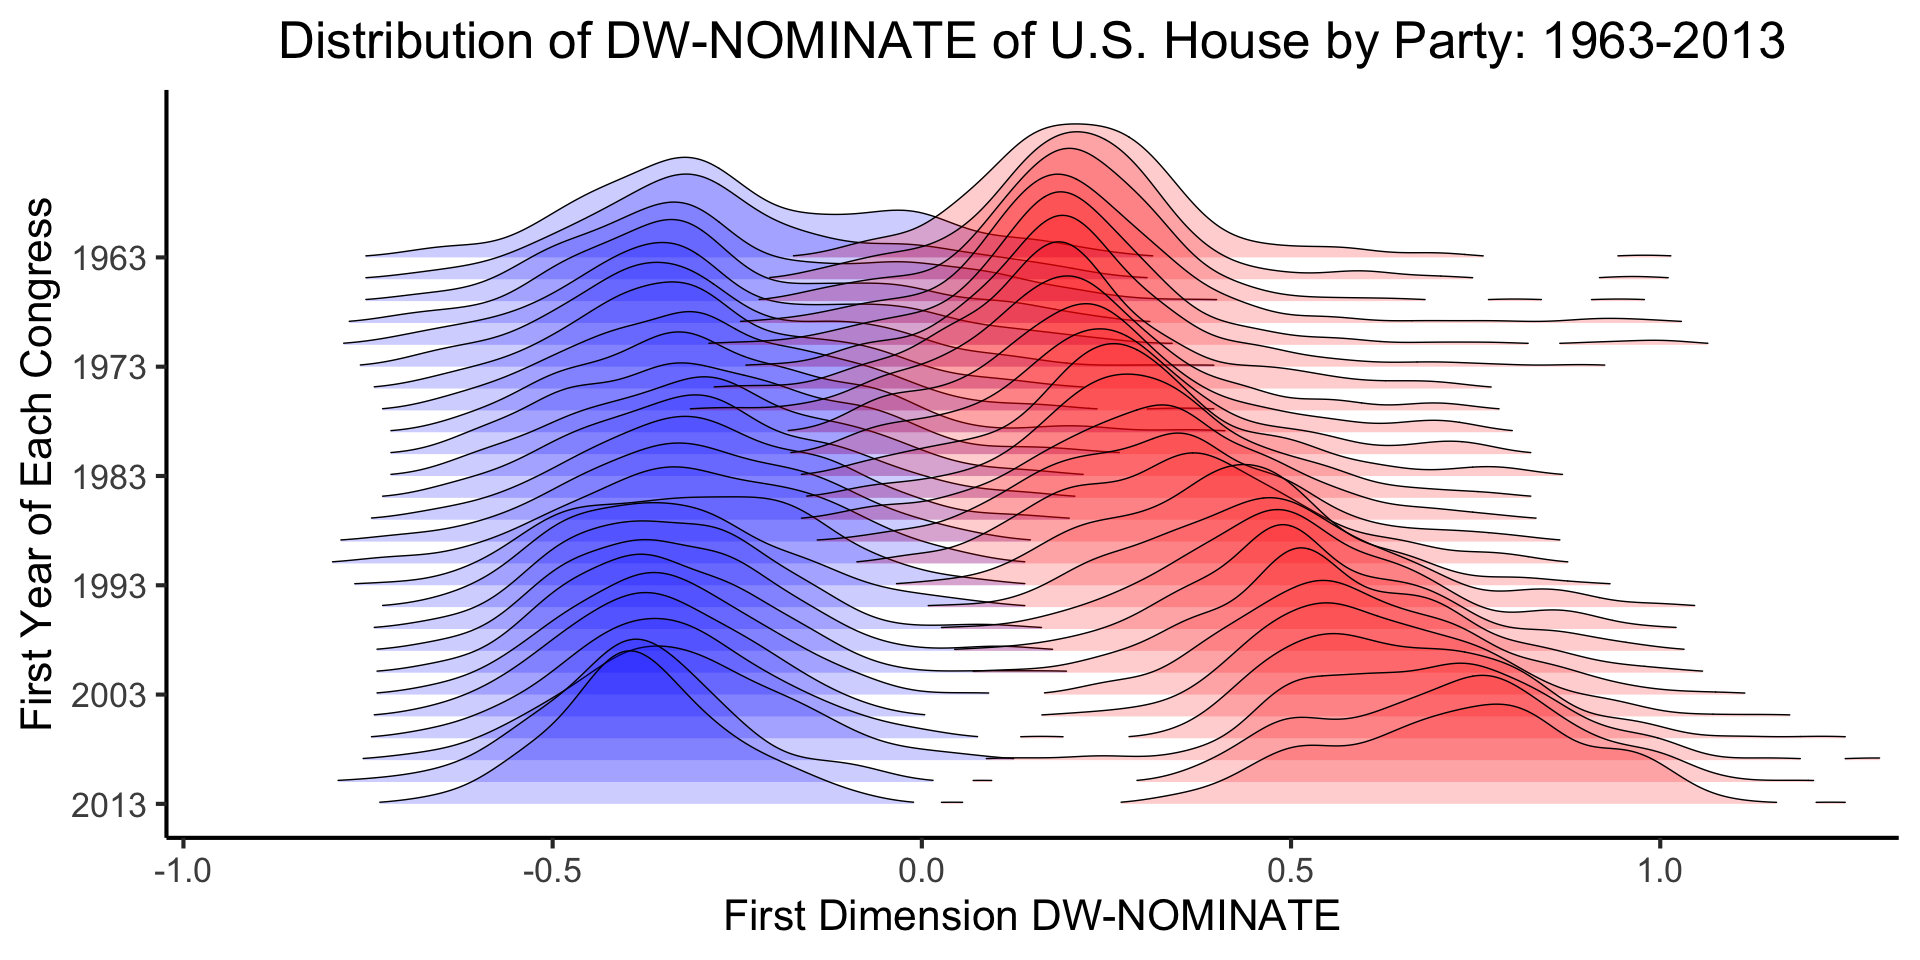 Distribution of DW-NOMINATE of U.S. House by Party: 1963-2013
First Year of Each Congress
1963
1973
1983
1993
2003
2013
-1.0 -0.5 0.0 0.5 1.0
First Dimension DW-NOMINATE